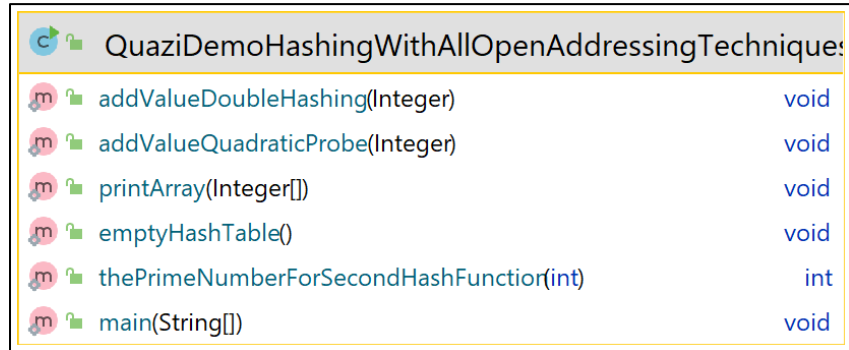 QuaziDemoHashingWithAllOpenAddressingTechniques
addValueDoubleHashing(Integer) void
addValueQuadraticProbe(Integer) void
printArray(Integer[]) void
emptyHashTable() void
thePrimeNumberForSecondHashFunction(int) int
main(String[]) void